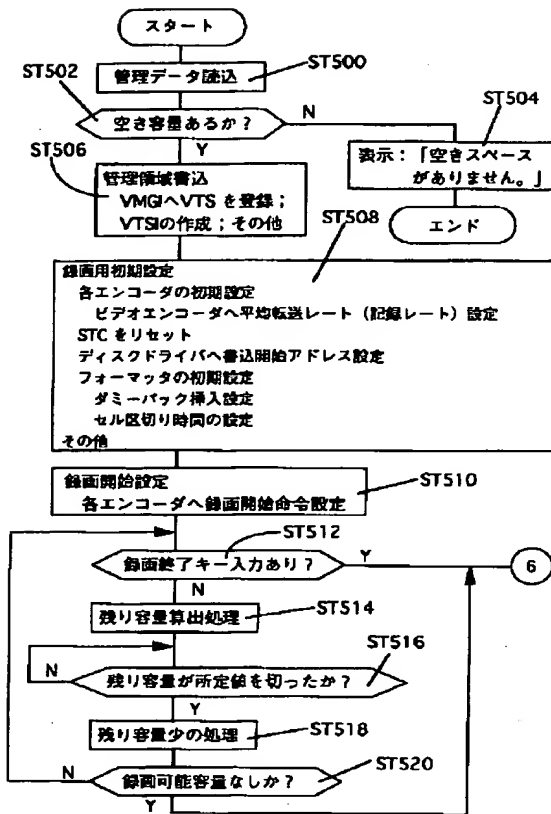 スタート
ST500
管理データ読込
ST502
空き容量あるか？
N
Y
ST504
表示：「空きスペース
がありません。」
エンド
ST506
管理領域書込
VMGIへVTSを登録；
VTSIの作成；その他
ST508
録画用初期設定
各エンコーダの初期設定
ビデオエンコーダへ平均転送レート（記録レート）設定
STCをリセット
ディスクドライバへ書込開始アドレス設定
フォーマッタの初期設定
ダミーパック挿入設定
セル区切り時間の設定
その他
ST510
録画開始設定
各エンコーダへ録画開始命令設定
ST512
録画終了キー入力あり？
Y
6
N
ST514
残り容量算出処理
ST516
N
残り容量が所定値を切ったか？
Y
ST518
残り容量少の処理
ST520
N
録画可能容量なしか？
Y